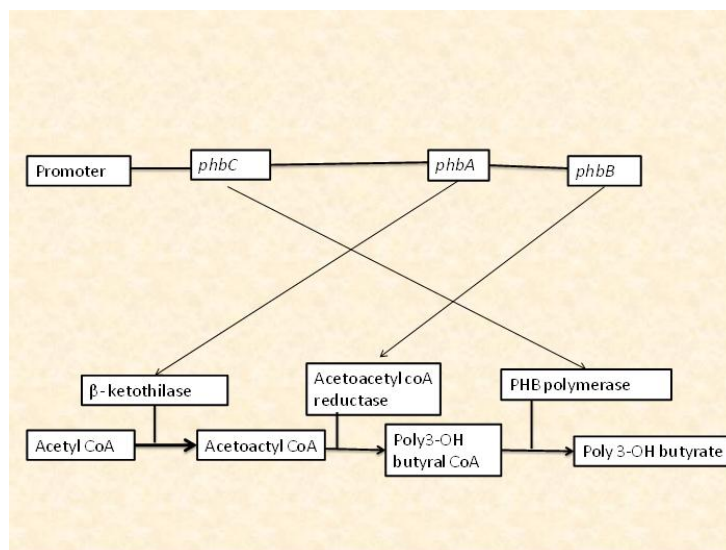 Promoter
phbC
phbA
phbB
β- ketothilase
Acetoacetyl coA
reductase
PHB polymerase
Acetyl CoA
Acetoactyl CoA
Poly3-OH
butyral CoA
Poly 3-OH butyrate